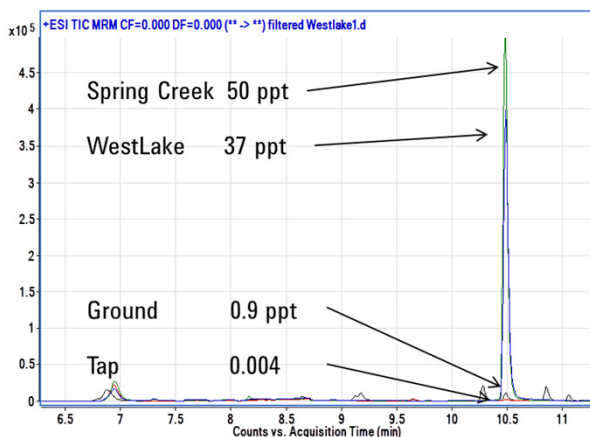 +ESI TIC MRM CF=0.000 DF=0.000 (** -> **) filtered Westlake1.d
x10 5
4.5
4
3.5
3
2.5
2
1.5
1
0.5
0
Spring Creek 50 ppt
WestLake 37 ppt
Ground 0.9 ppt
Tap 0.004
6.5 7 7.5 8 8.5 9 9.5 10 10.5 11
Counts vs. Acquisition Time (min)